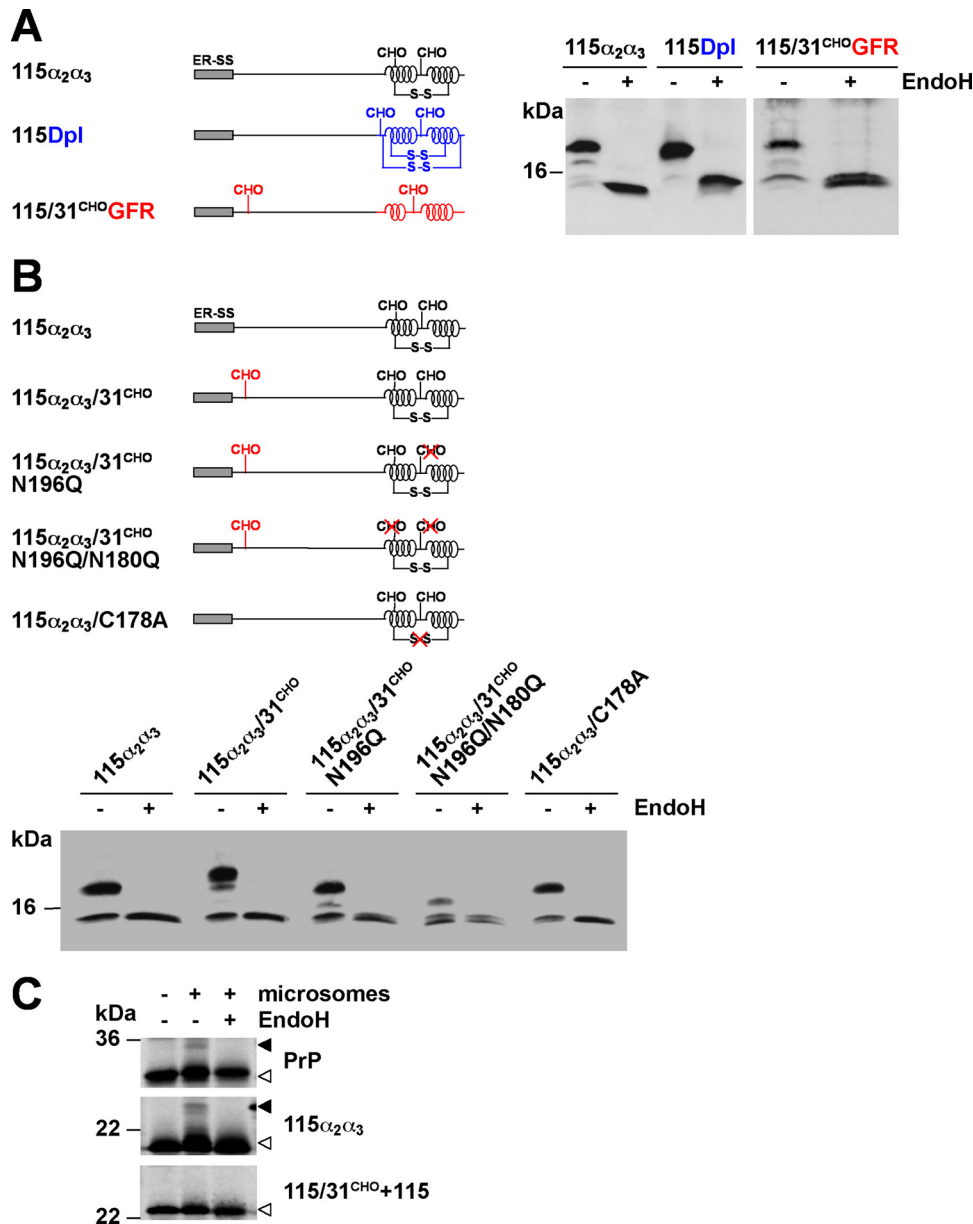 A
115α2α3
ER-SS
CHO CHO
S-S
115Dpl
CHO CHO
S-S
S-S
115/31CHOGFR
CHO
CHO
115α2α3 115Dpl 115/31CHOGFR
- + - + - + EndoH
kDa
16
B
115α2α3
ER-SS
CHO CHO
S-S
115α2α3/31CHO
CHO
CHO CHO
S-S
115α2α3/31CHO
N196Q
CHO
CHO CHO
S-S
115α2α3/31CHO
N196Q/N180Q
CHO
CHO CHO
S-S
115α2α3/C178A
CHO CHO
S-S
115α2α3
115α2α3/31CHO
115α2α3/31CHO
N196Q
115α2α3/31CHO
N196Q/N180Q
115α2α3/C178A
- + - + - + - + - + EndoH
kDa
16
C
- + + microsomes
kDa - - + EndoH
36
PrP
22
115α2α3
115/31CHO+115
22